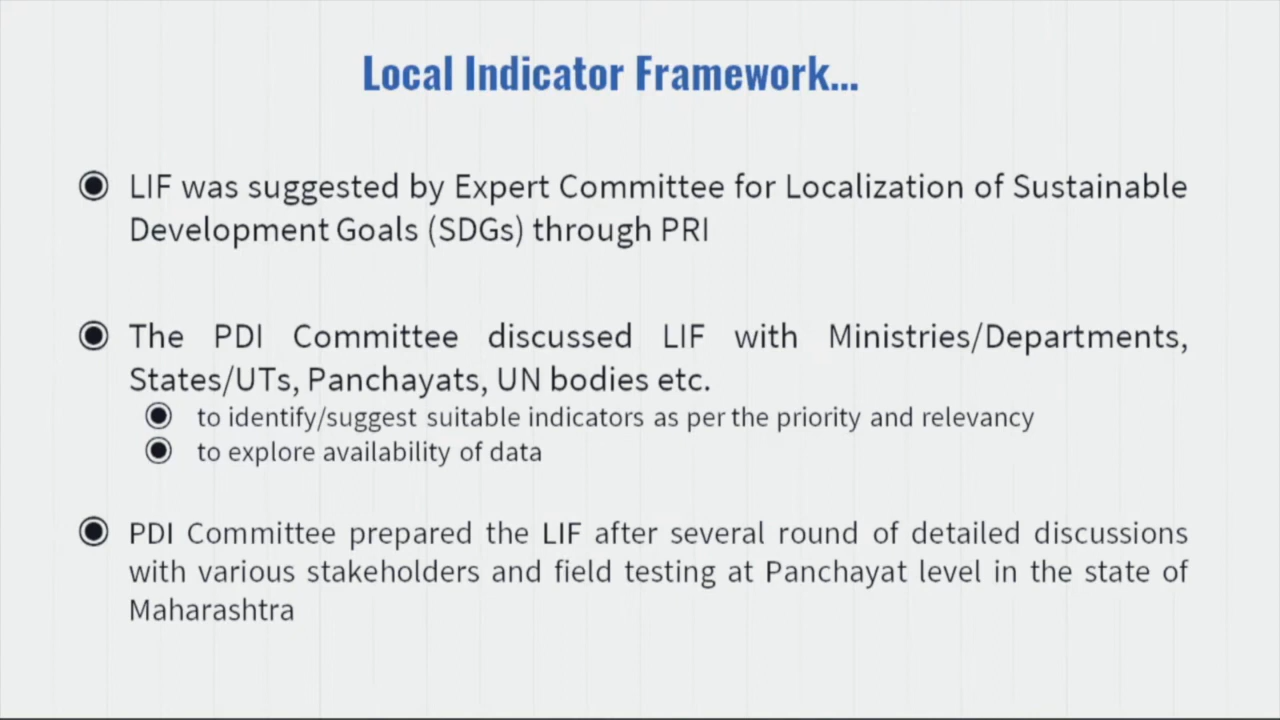 Local Indicator Framework...
LIF was suggested by Expert Committee for Localization of Sustainable
Development Goals (SDGs) through PRI
The PDI Committee discussed LIF with Ministries/Departments,
States/UTs, Panchayats, UN bodies etc.
to identify/suggest suitable indicators as per the priority and relevancy
to explore availability of data
PDI Committee prepared the LIF after several round of detailed discussions
with various stakeholders and field testing at Panchayat level in the state of
Maharashtra